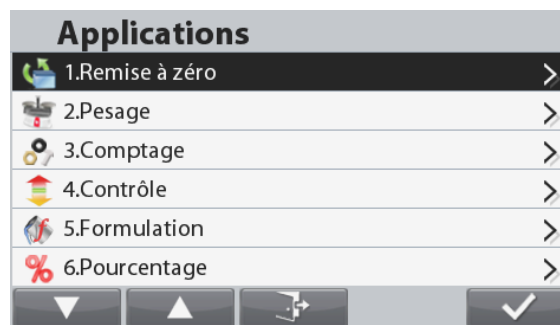 Applications
1.Remise à zéro
2.Pesage
3.Comptage
4.Contrôle
5.Formulation
6.Pourcentage